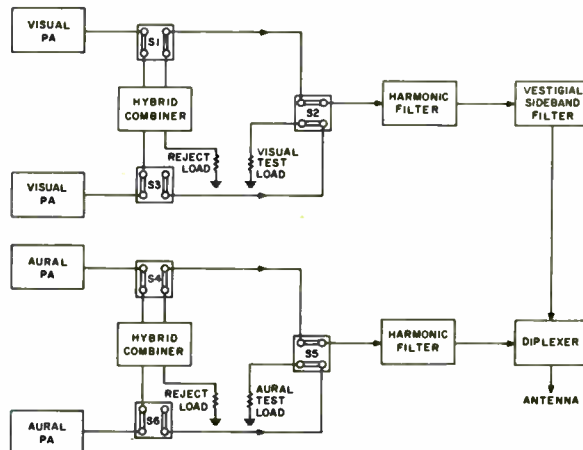 VISUAL
PA
S1
HYBRID
COMBINER
REJECT
LOAD
VISUAL
TEST
LOAD
S2
HARMONIC
FILTER
VESTIGIAL
SIDEBAND
FILTER
VISUAL
PA
S3
AURAL
PA
S4
HYBRID
COMBINER
REJECT
LOAD
AURAL
TEST
LOAD
S5
HARMONIC
FILTER
DIPLEXER
ANTENNA
AURAL
PA
S6